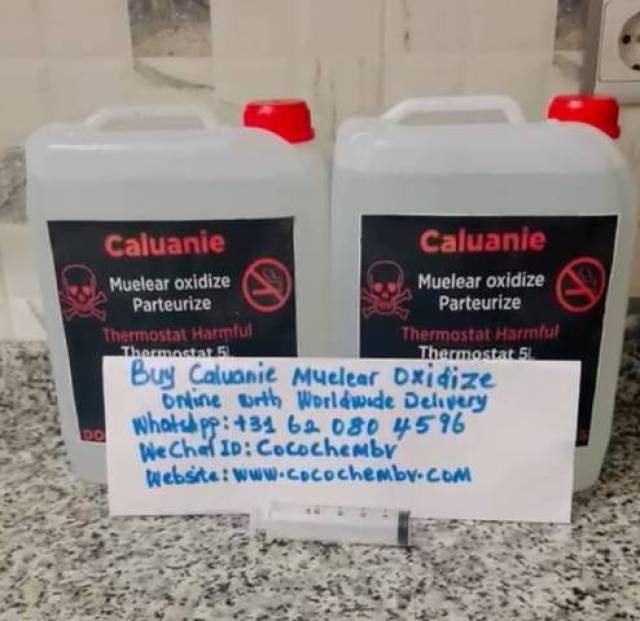 Caluanie
Muelear oxidize
Parteurize
Thermostat Harmful
Thermostat 5L
DO
Caluanie
Muelear oxidize
Parteurize
Thermostat Harmful
Thermostat 5L
Buy Caluanie Muelear Oxidize
Online with Worldwide Delivery
WhatsApp: +31 62 080 4596
WeChat ID: Cocochembv
Website: www.cocochembv.com